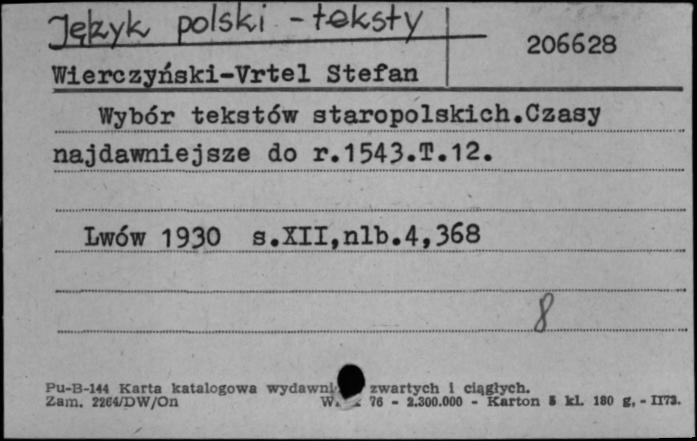 Język polski - teksty
206628
Wierczyński-Vrtel Stefan
Wybór tekstów staropolskich.Czasy
najdawniejsze do r.1543.T.12.
Lwów 1930 s.XII,nlb.4,368
8
Pu-B-144 Karta katalogowa zwartych i ciągłych.
Zam. 2264/DW/On 76 - 2.300.000 - Karton 5 kl. 180 g, - II73.